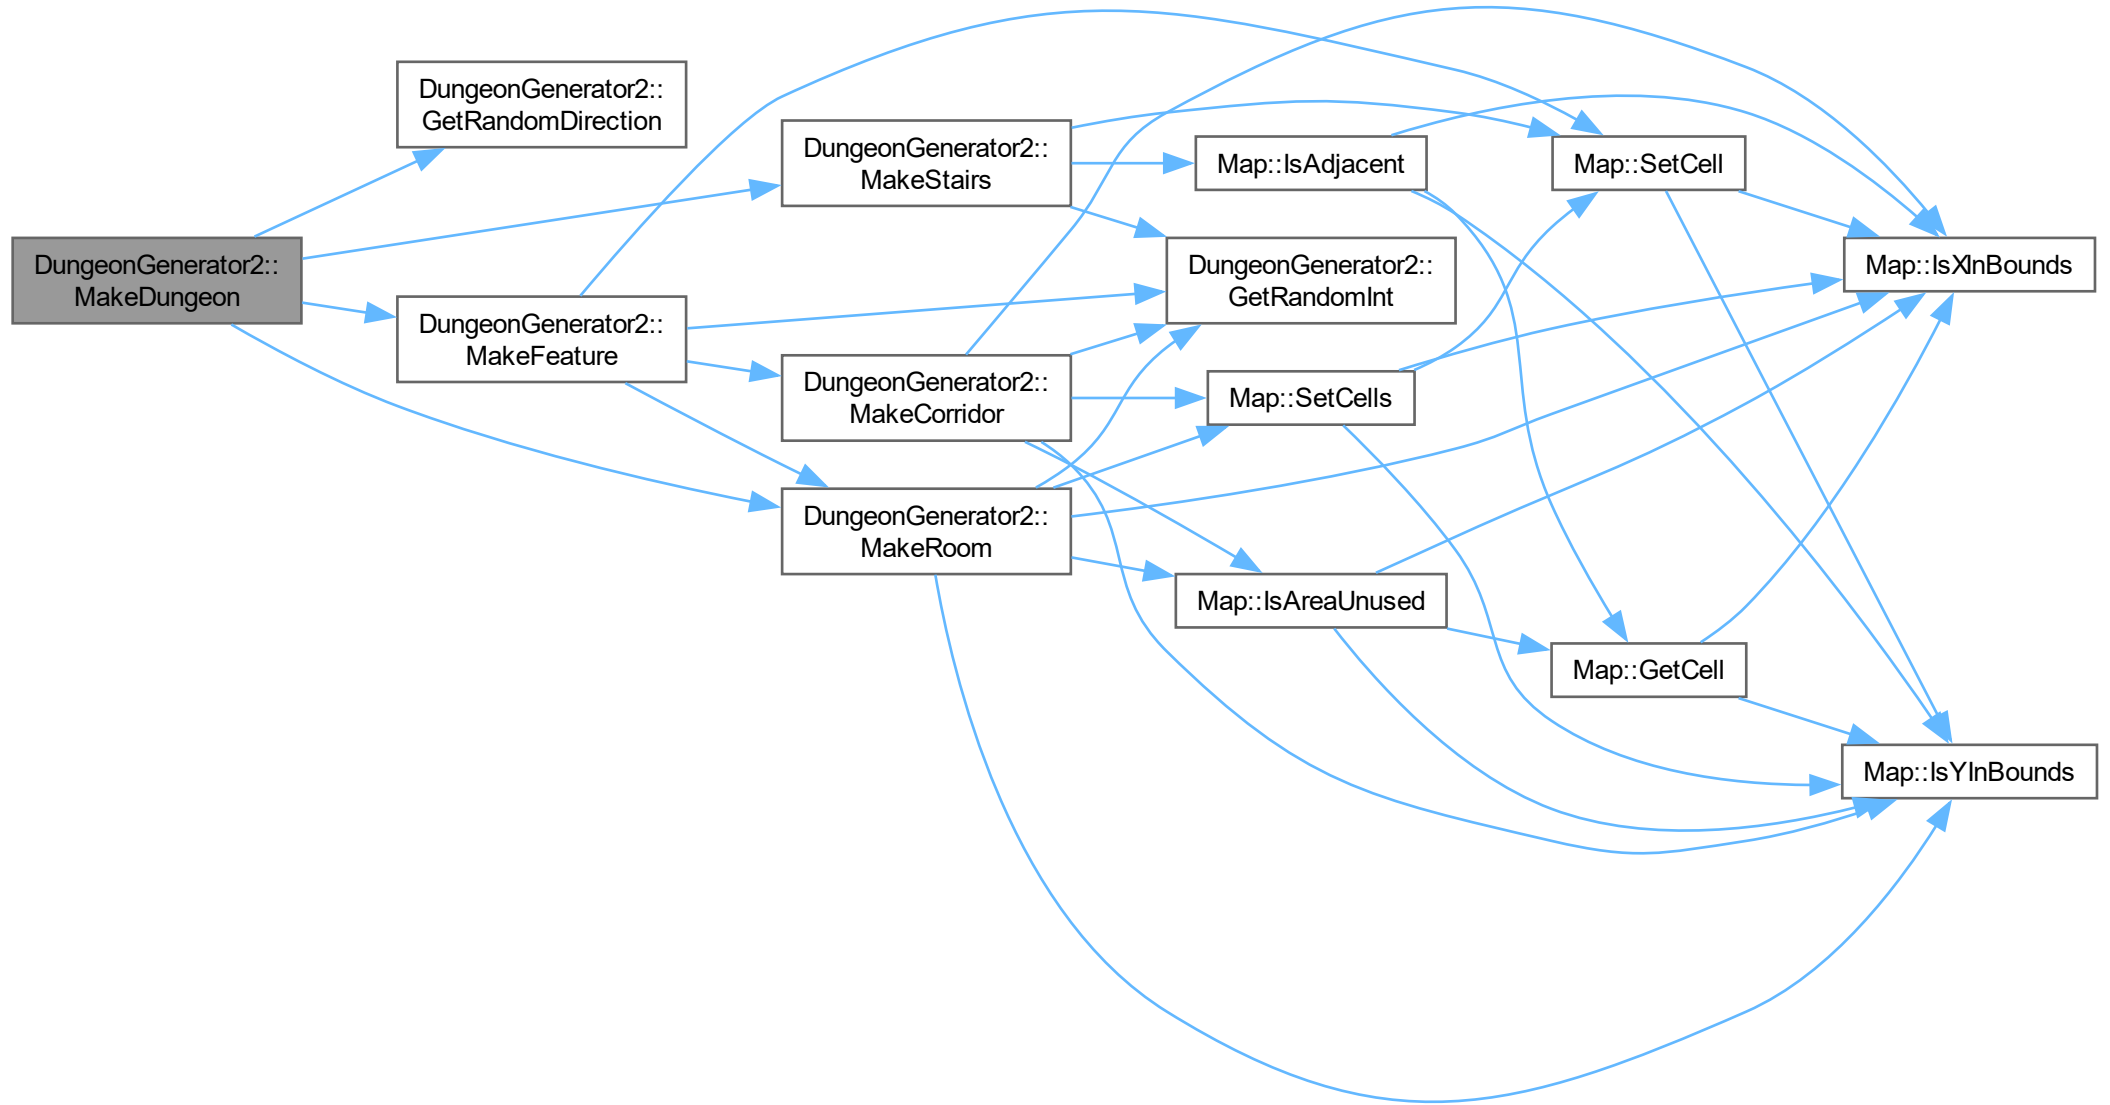 DungeonGenerator2::
MakeDungeon
DungeonGenerator2::
GetRandomDirection
DungeonGenerator2::
MakeFeature
DungeonGenerator2::
MakeStairs
DungeonGenerator2::
MakeCorridor
DungeonGenerator2::
MakeRoom
Map::IsAdjacent
DungeonGenerator2::
GetRandomInt
Map::SetCells
Map::IsAreaUnused
Map::SetCell
Map::GetCell
Map::IsXInBounds
Map::IsYInBounds